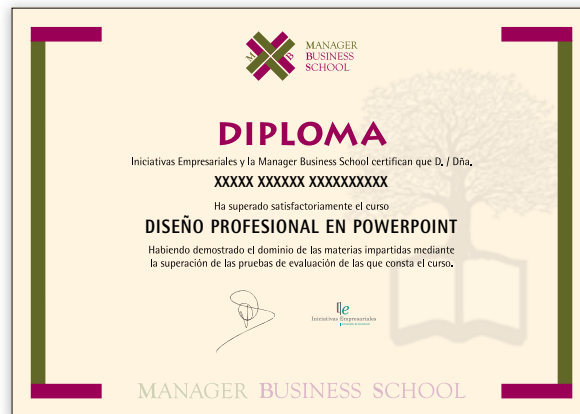 M B
MANAGER
BUSINESS
SCHOOL
DIPLOMA
Iniciativas Empresariales y la Manager Business School certifican que D. / Dña.
XXXXX XXXXXX XXXXXXXXXX
Ha superado satisfactoriamente el curso
DISEÑO PROFESIONAL EN POWERPOINT
Habiendo demostrado el dominio de las materias impartidas mediante
la superación de las pruebas de evaluación de las que consta el curso.
Iniciativas Empresariales
MANAGER BUSINESS SCHOOL